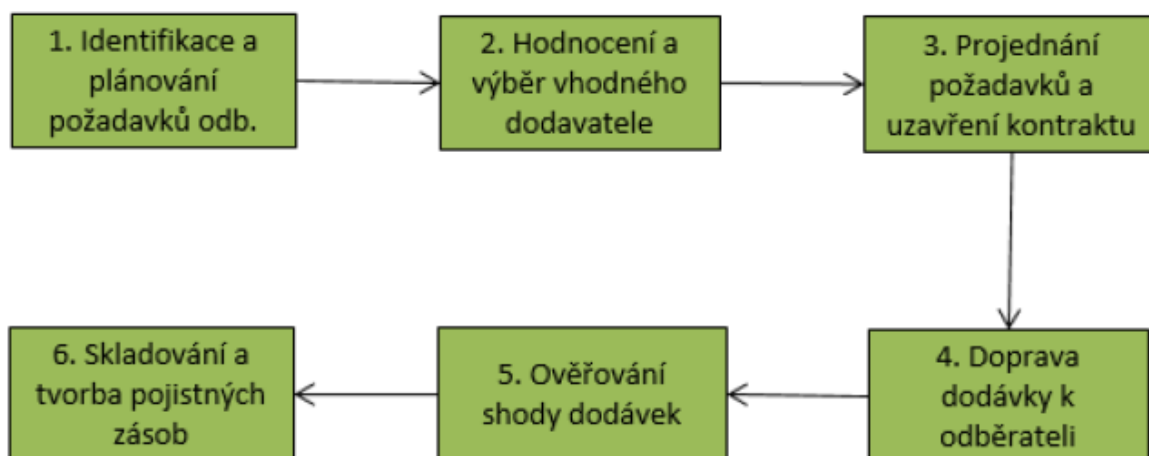 1. Identifikace a
plánování
požadavků odb.
2. Hodnocení a
výběr vhodného
dodavatele
3. Projednání
požadavků a
uzavření kontraktu
4. Doprava
dodávky k
odběrateli
5. Ověřování
shody dodávek
6. Skladování a
tvorba pojistných
zásob